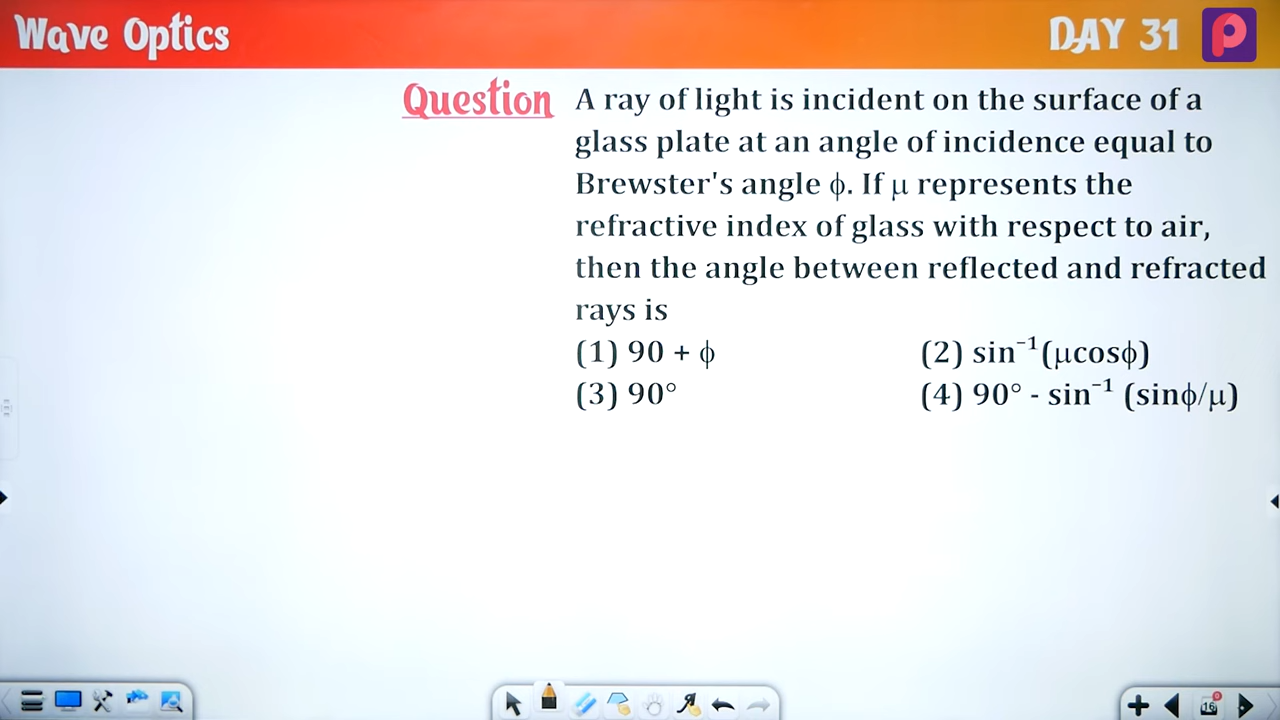 Wave Optics
DAY 31
Question
A ray of light is incident on the surface of a
glass plate at an angle of incidence equal to
Brewster's angle ϕ. If μ represents the
refractive index of glass with respect to air,
then the angle between reflected and refracted
rays is
(1) 90 + ϕ (2) sin⁻¹(μcosϕ)
(3) 90° (4) 90° - sin⁻¹ (sinϕ/μ)
16